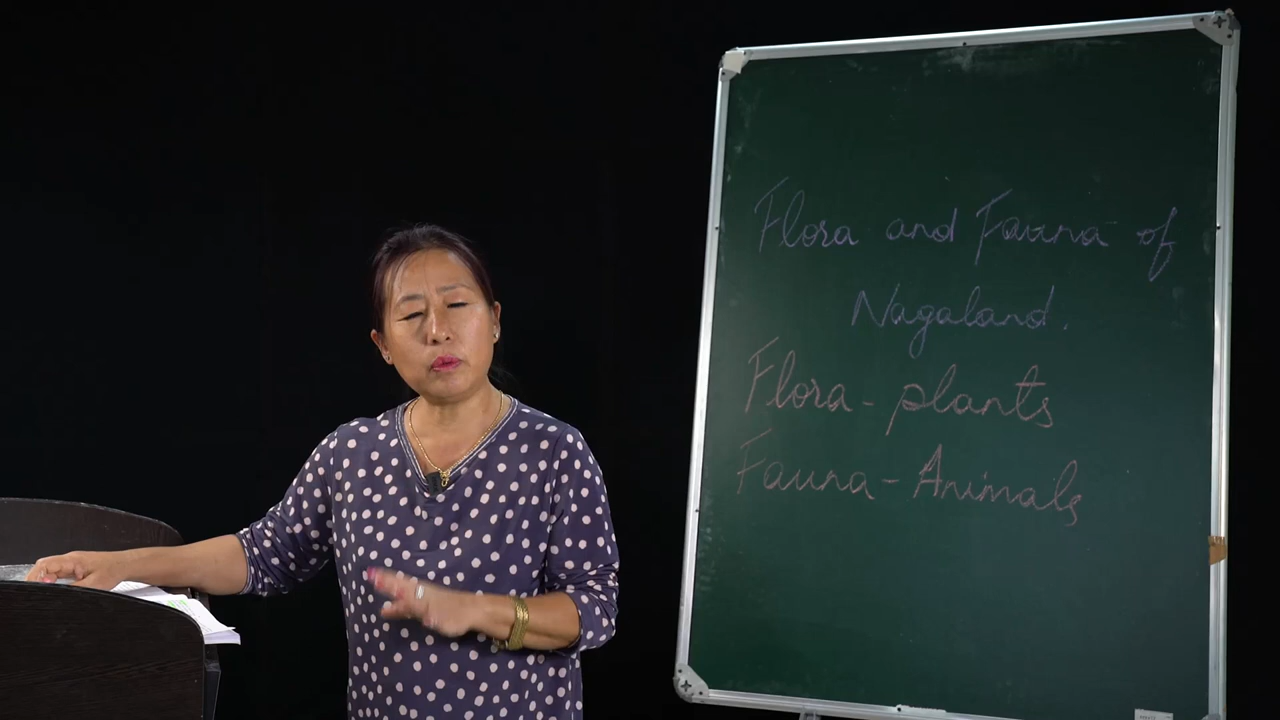 Flora and Fauna of
Nagaland.
Flora - plants
Fauna - Animals